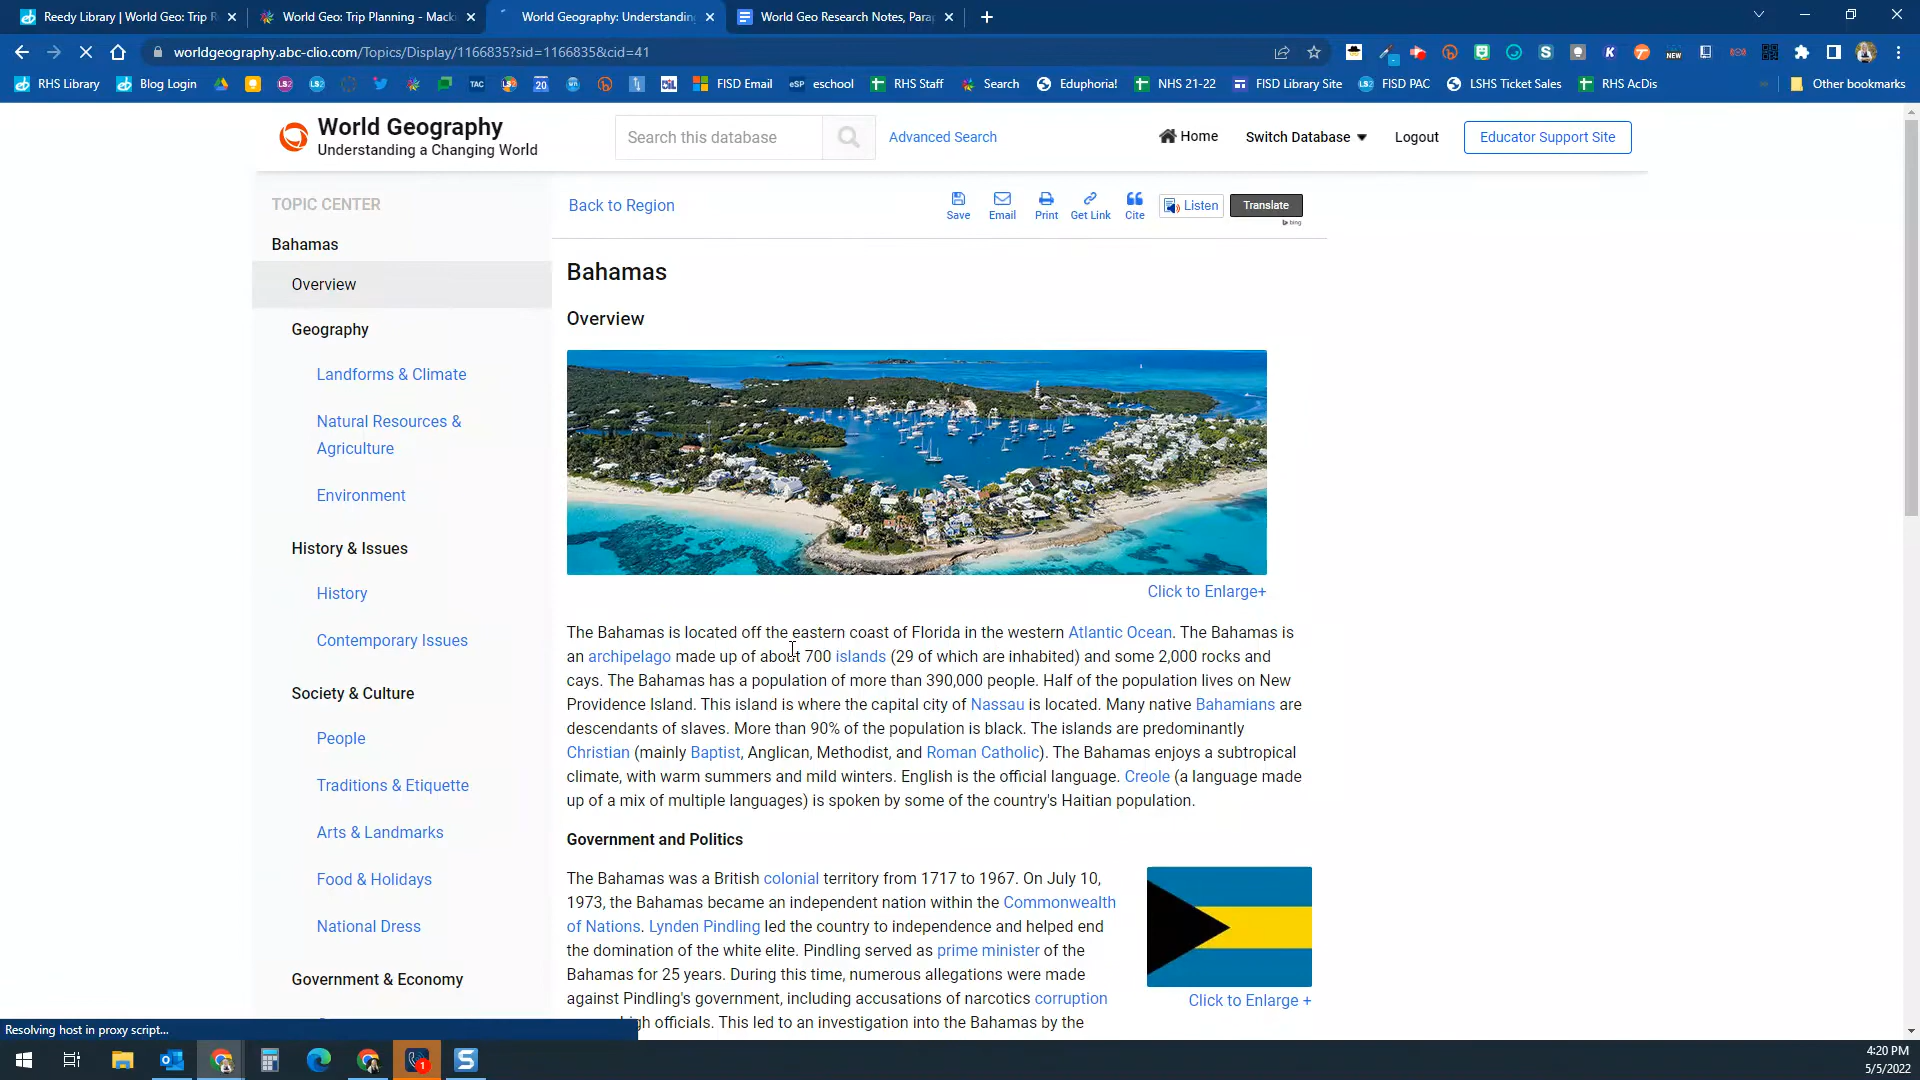 Reedy Library | World Geo: Trip R
World Geo: Trip Planning - Macki
World Geography: Understanding
World Geo Research Notes, Para
worldgeography.abc-clio.com/Topics/Display/1166835?sid=1166835&cid=41
RHS Library
Blog Login
FISD Email
eschool
RHS Staff
Search
Eduphoria!
NHS 21-22
FISD Library Site
FISD PAC
LSHS Ticket Sales
RHS AcDis
Other bookmarks
World Geography
Understanding a Changing World
Search this database
Advanced Search
Home
Switch Database
Logout
Educator Support Site
TOPIC CENTER
Bahamas
Overview
Geography
Landforms & Climate
Natural Resources &
Agriculture
Environment
History & Issues
History
Contemporary Issues
Society & Culture
People
Traditions & Etiquette
Arts & Landmarks
Food & Holidays
National Dress
Government & Economy
Back to Region
Save
Email
Print
Get Link
Cite
Listen
Translate
bing
Bahamas
Overview
Click to Enlarge+
The Bahamas is located off the eastern coast of Florida in the western Atlantic Ocean. The Bahamas is
an archipelago made up of about 700 islands (29 of which are inhabited) and some 2,000 rocks and
cays. The Bahamas has a population of more than 390,000 people. Half of the population lives on New
Providence Island. This island is where the capital city of Nassau is located. Many native Bahamians are
descendants of slaves. More than 90% of the population is black. The islands are predominantly
Christian (mainly Baptist, Anglican, Methodist, and Roman Catholic). The Bahamas enjoys a subtropical
climate, with warm summers and mild winters. English is the official language. Creole (a language made
up of a mix of multiple languages) is spoken by some of the country's Haitian population.
Government and Politics
The Bahamas was a British colonial territory from 1717 to 1967. On July 10,
1973, the Bahamas became an independent nation within the Commonwealth
of Nations. Lynden Pindling led the country to independence and helped end
the domination of the white elite. Pindling served as prime minister of the
Bahamas for 25 years. During this time, numerous allegations were made
against Pindling's government, including accusations of narcotics corruption
officials. This led to an investigation into the Bahamas by the
Click to Enlarge +
Resolving host in proxy script...
4:20 PM
5/5/2022